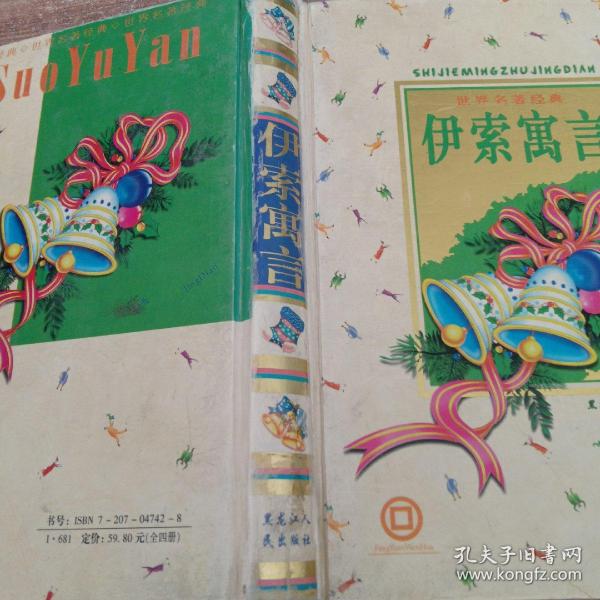 世界名著经典◇世界名著经典
SuoYuYan
JingDian
书号：ISBN 7-207-04742-8
I·681 定价：59.80元(全四册)
伊索寓言
黑龙江人
民出版社
SHIJIEMINGZHUJINGDIAN
世界名著经典
伊索寓言
黑
FengYuanWenHua
孔夫子旧书网
www.kongfz.com